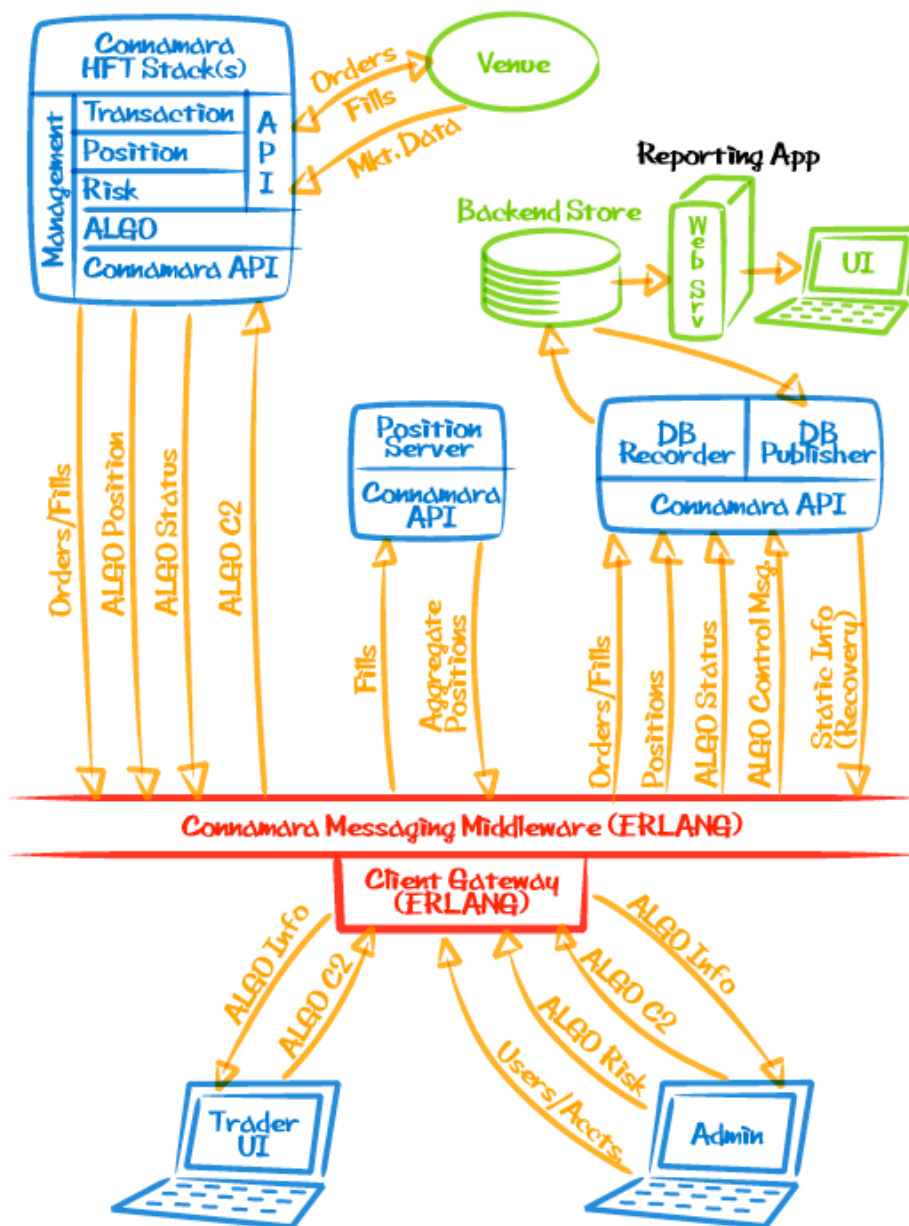 Connamara
HFT Stack(s)
Management
Transaction
Position
Risk
API
ALGO
Connamara API
Orders
Fills
Mkt. Data
Venue
Reporting App
Backend Store
Web Srv
UI
Position
Server
Connamara
API
DB
Recorder
DB
Publisher
Connamara API
Orders/Fills
ALGO Position
ALGO Status
ALGO C2
Fills
Aggregate
Positions
Orders/Fills
Positions
ALGO Status
ALGO Control Msg.
Static Info
(Recovery)
Connamara Messaging Middleware (ERLANG)
Client Gateway
(ERLANG)
ALGO Info
ALGO C2
Users/Accts.
ALGO Risk
ALGO C2
ALGO Info
Trader
UI
Admin